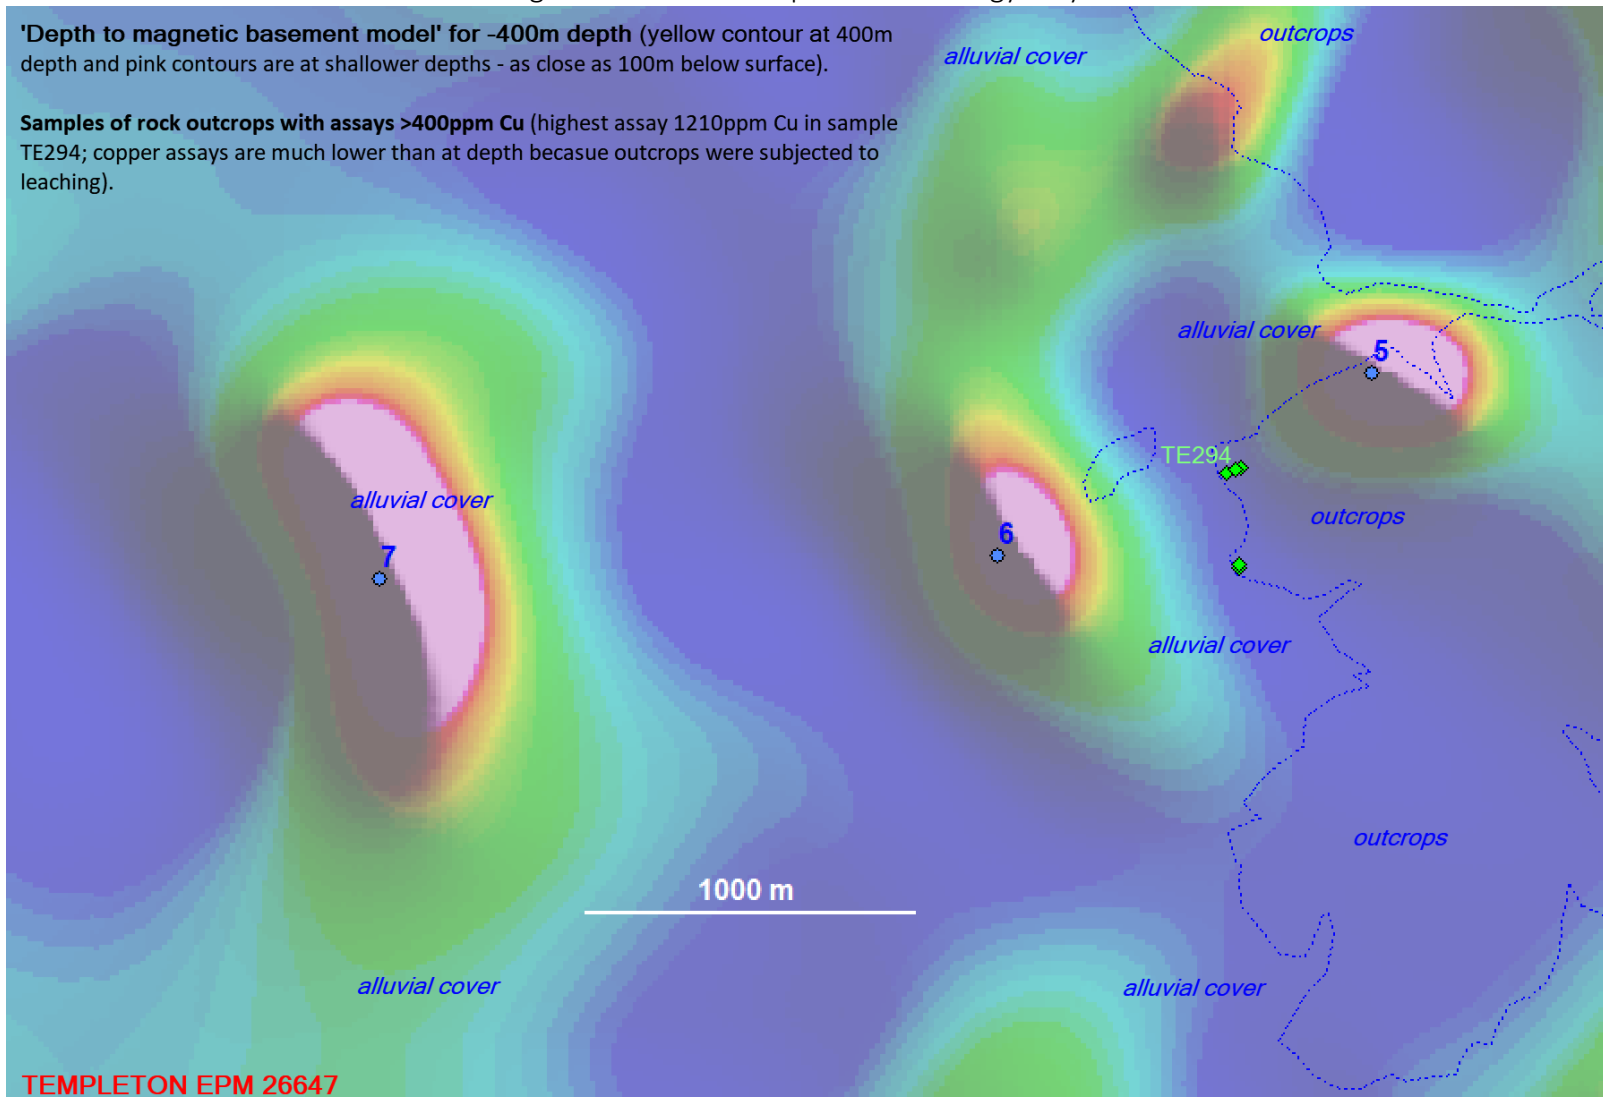 'Depth to magnetic basement model' for -400m depth (yellow contour at 400m
depth and pink contours are at shallower depths - as close as 100m below surface).
Samples of rock outcrops with assays >400ppm Cu (highest assay 1210ppm Cu in sample
TE294; copper assays are much lower than at depth becasue outcrops were subjected to
leaching).
alluvial cover
outcrops
alluvial cover
5
TE294
alluvial cover
outcrops
6
7
alluvial cover
outcrops
1000 m
alluvial cover
alluvial cover
TEMPLETON EPM 26647